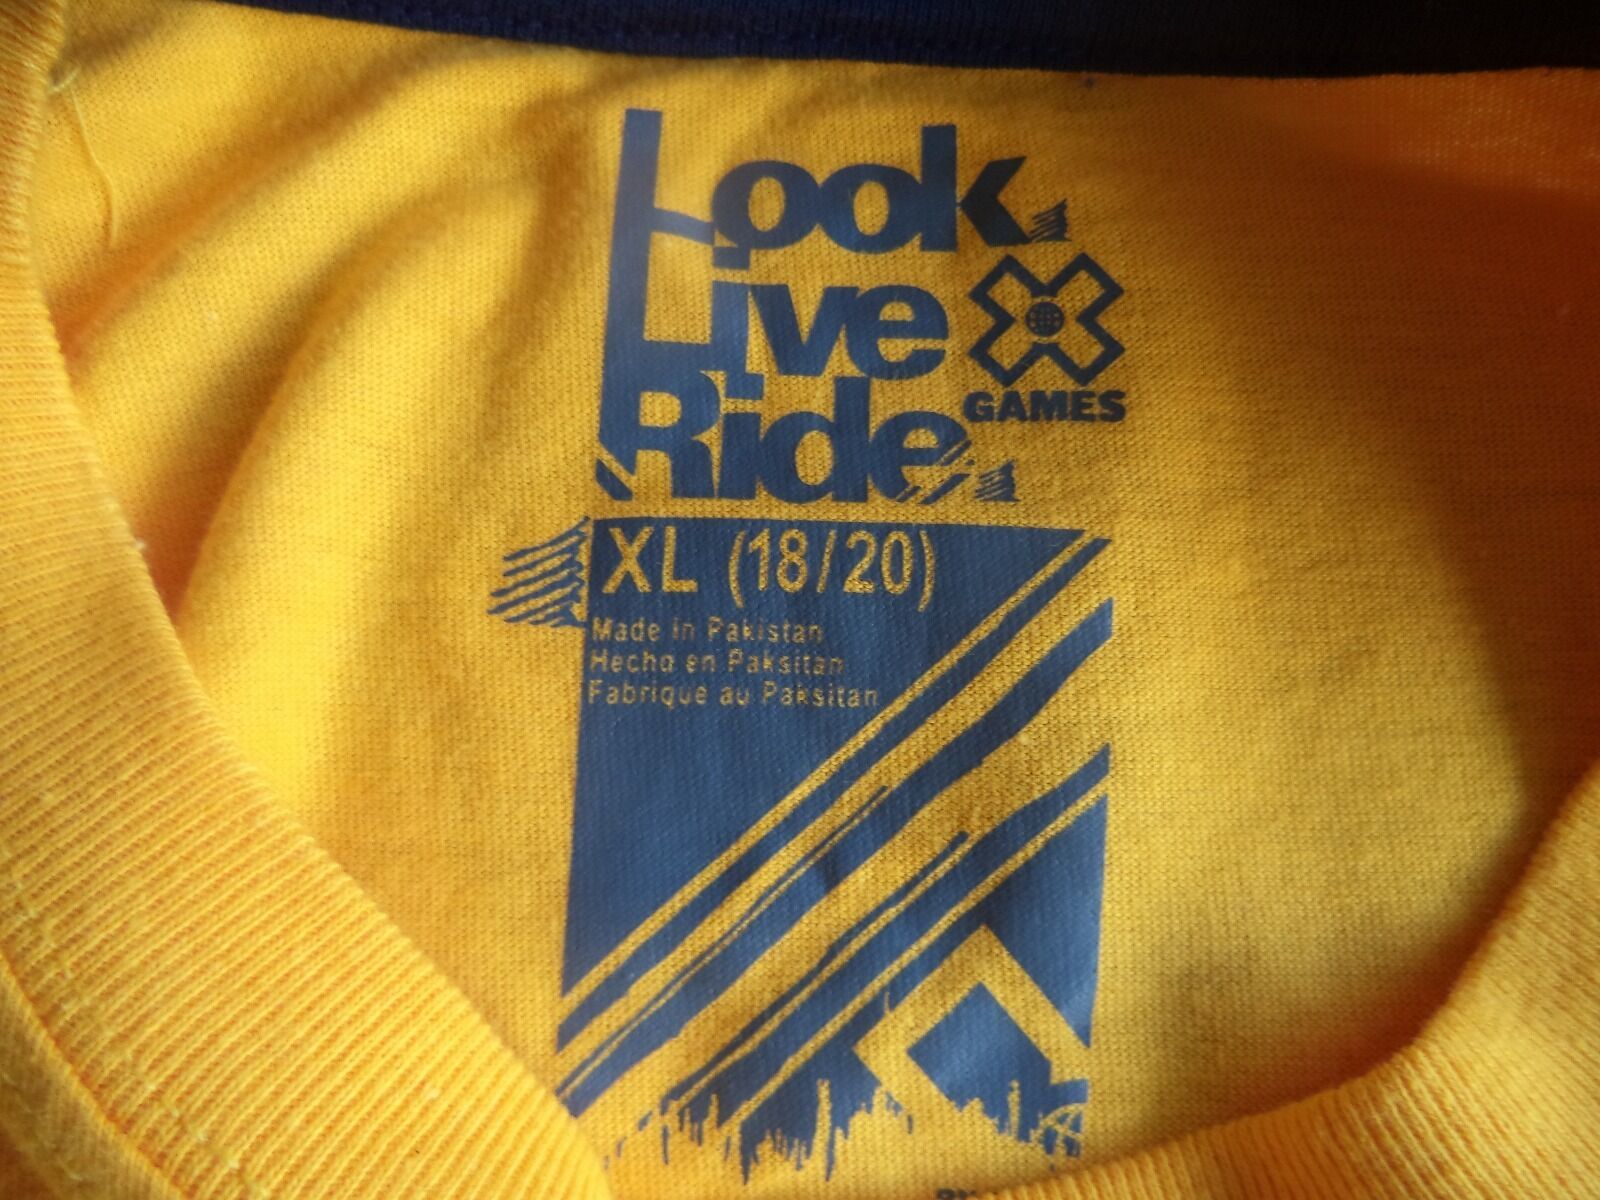 Look
Live
Ride
GAMES
XL (18/20)
Made in Pakistan
Hecho en Paksitan
Fabrique au Paksitan